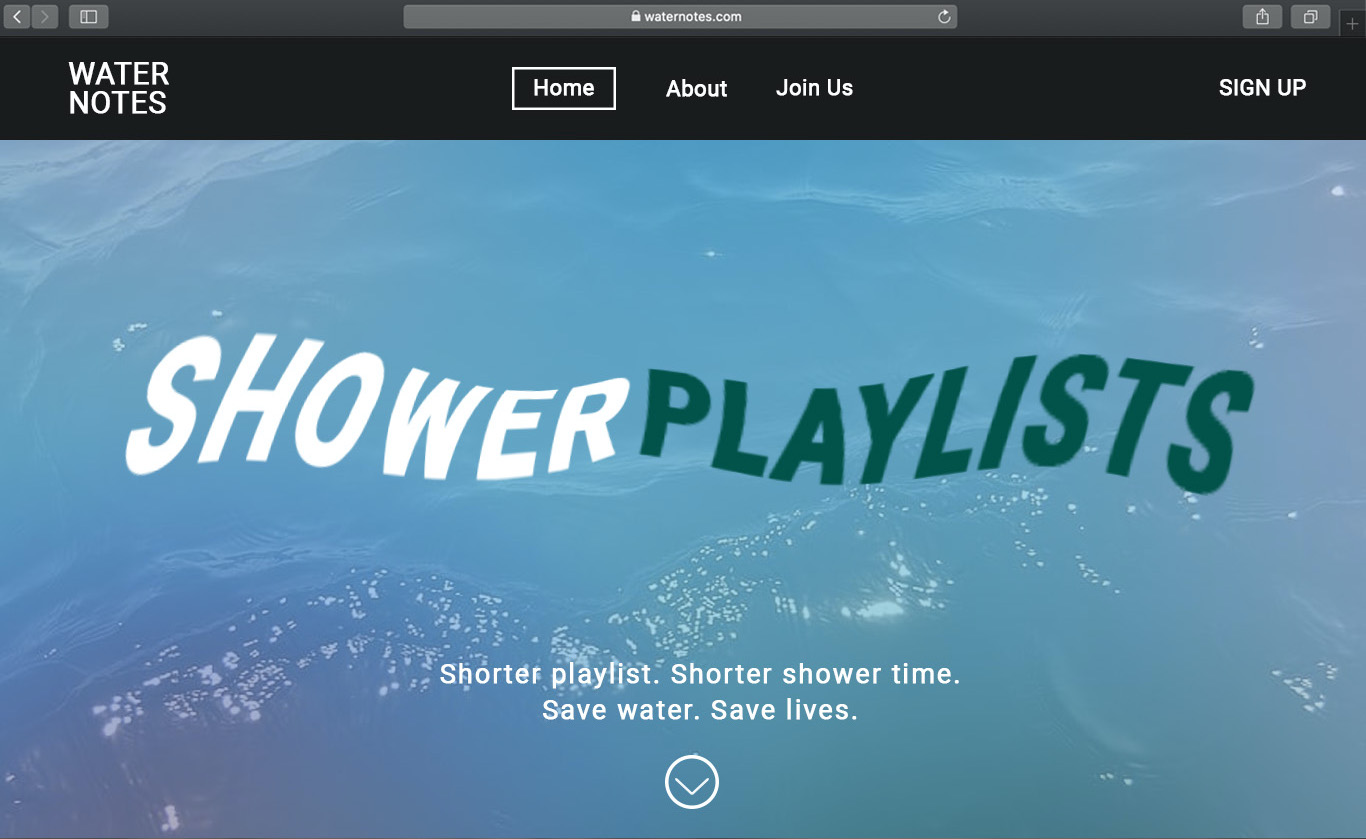 waternotes.com
WATER
NOTES
Home
About
Join Us
SIGN UP
SHOWER PLAYLISTS
Shorter playlist. Shorter shower time.
Save water. Save lives.